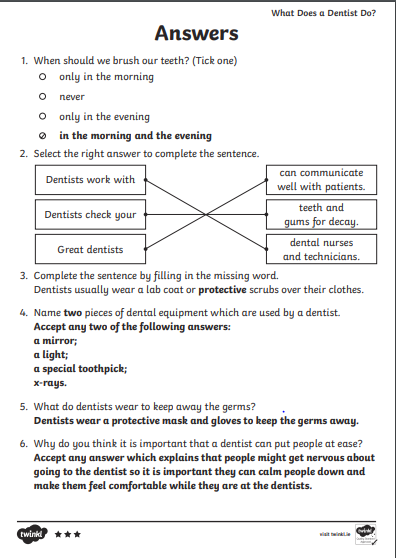 What Does a Dentist Do?
Answers
1. When should we brush our teeth? (Tick one)
only in the morning
never
only in the evening
in the morning and the evening
2. Select the right answer to complete the sentence.
Dentists work with
can communicate
well with patients.
Dentists check your
teeth and
gums for decay.
Great dentists
dental nurses
and technicians.
3. Complete the sentence by filling in the missing word.
Dentists usually wear a lab coat or protective scrubs over their clothes.
4. Name two pieces of dental equipment which are used by a dentist.
Accept any two of the following answers:
a mirror;
a light;
a special toothpick;
x-rays.
5. What do dentists wear to keep away the germs?
Dentists wear a protective mask and gloves to keep the germs away.
6. Why do you think it is important that a dentist can put people at ease?
Accept any answer which explains that people might get nervous about
going to the dentist so it is important they can calm people down and
make them feel comfortable while they are at the dentists.
twinkl
visit twinkl.ie
twinkl